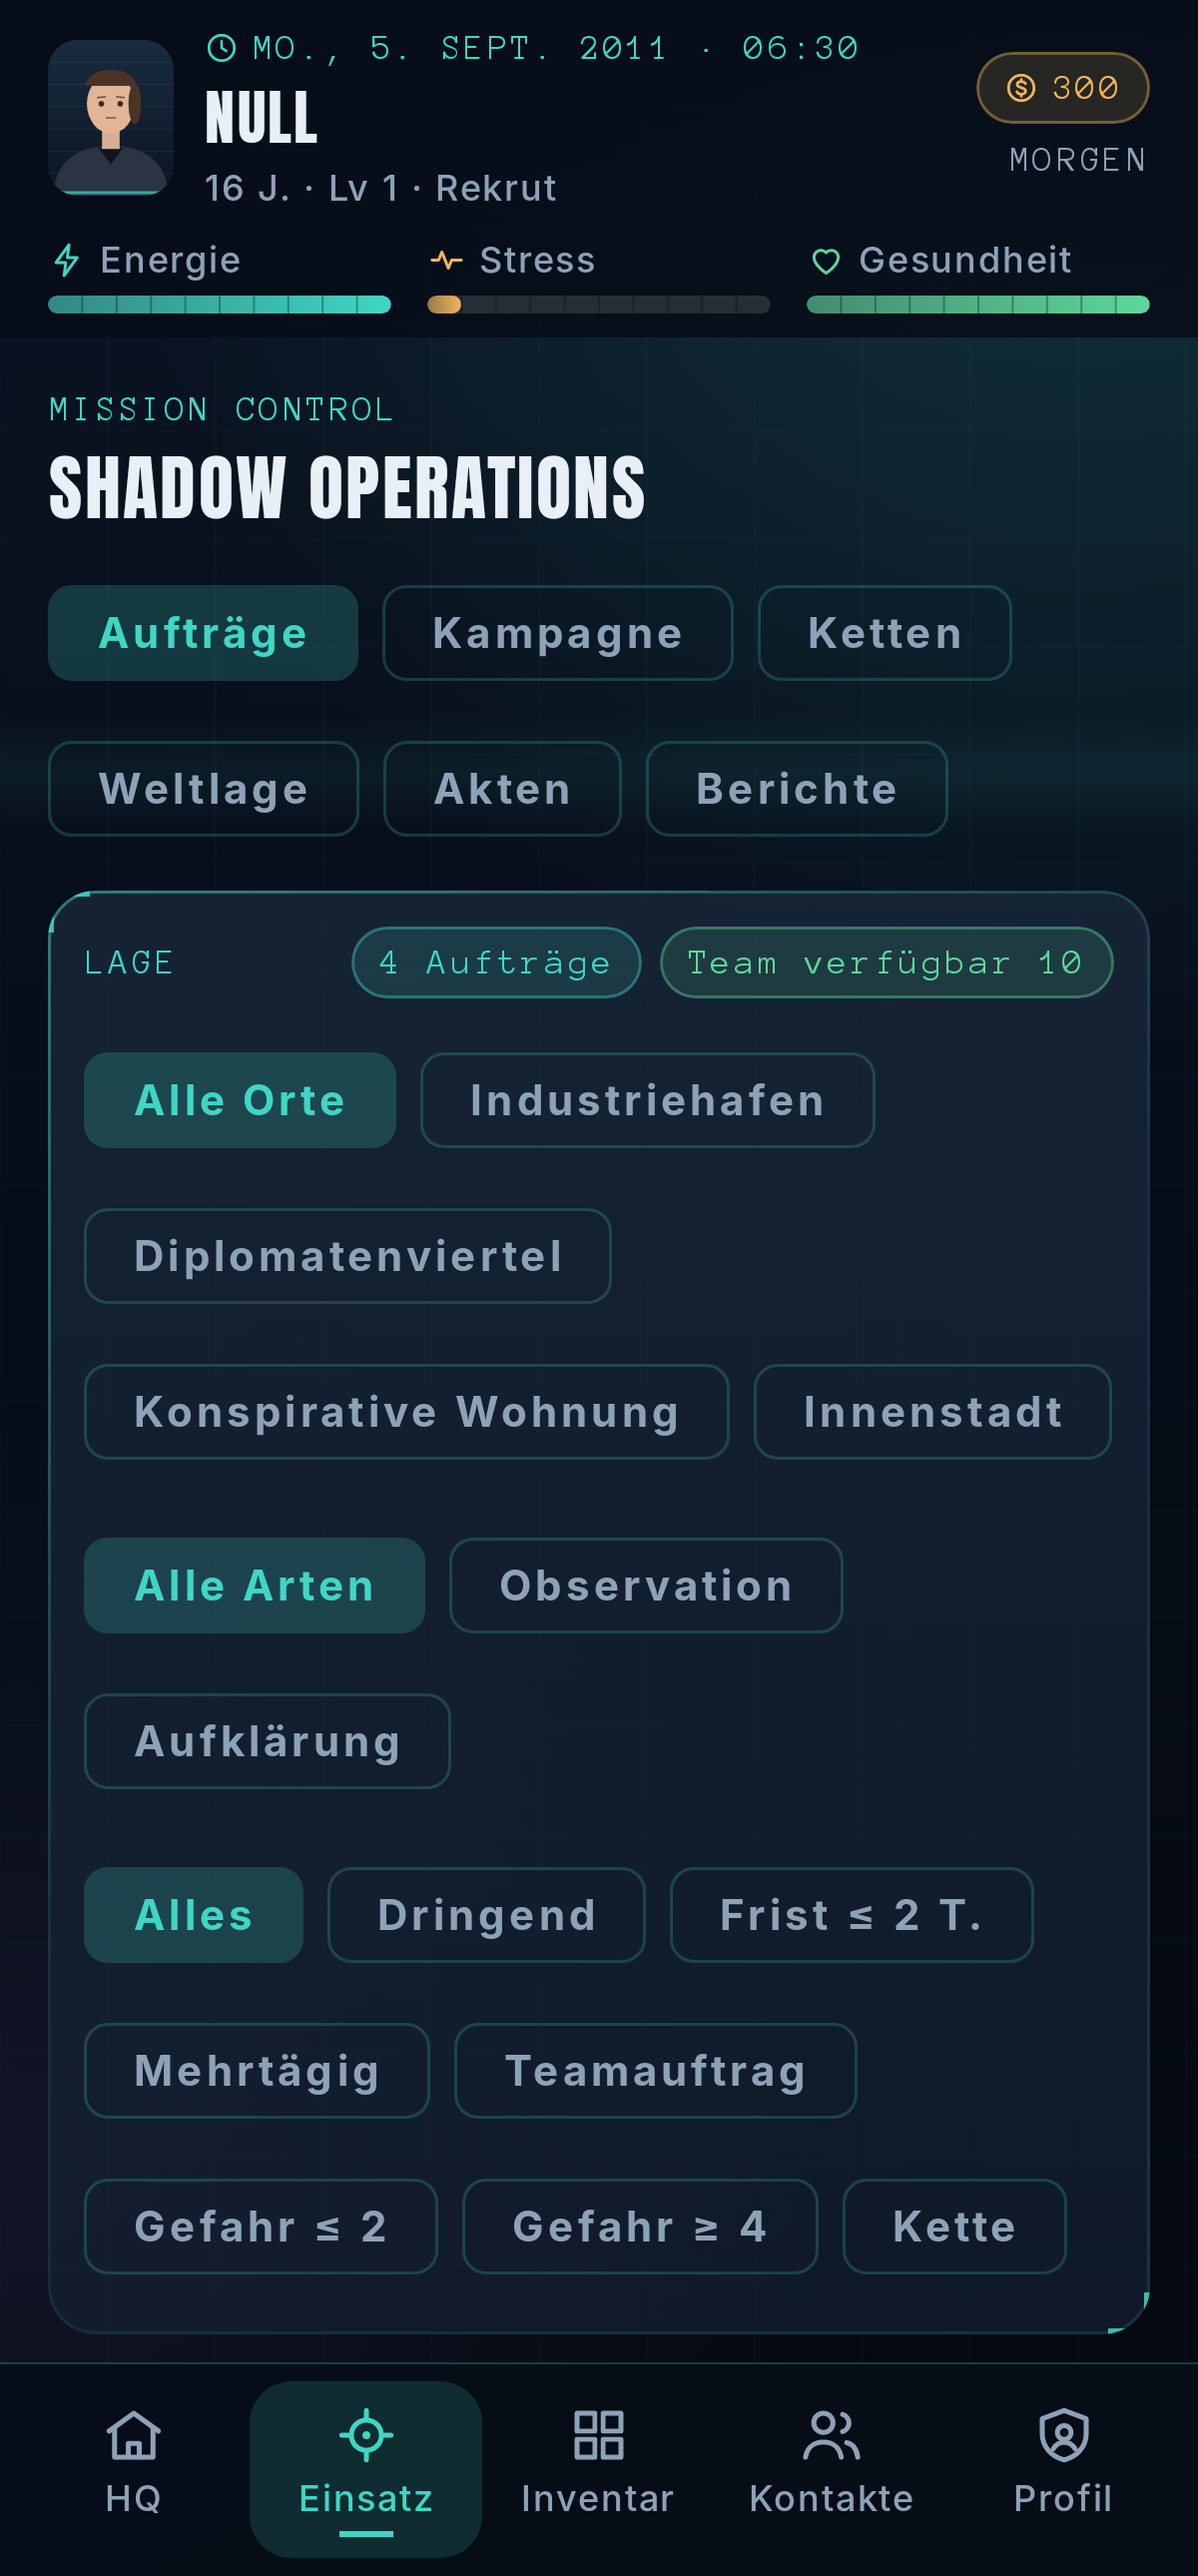 MO., 5. SEPT. 2011 · 06:30
NULL
300
16 J. · Lv 1 · Rekrut
MORGEN
Energie Stress Gesundheit
MISSION CONTROL
SHADOW OPERATIONS
Aufträge Kampagne Ketten
Weltlage Akten Berichte
LAGE 4 Aufträge Team verfügbar 10
Alle Orte Industriehafen
Diplomatenviertel
Konspirative Wohnung Innenstadt
Alle Arten Observation
Aufklärung
Alles Dringend Frist ≤ 2 T.
Mehrtägig Teamauftrag
Gefahr ≤ 2 Gefahr ≥ 4 Kette
HQ Einsatz Inventar Kontakte Profil